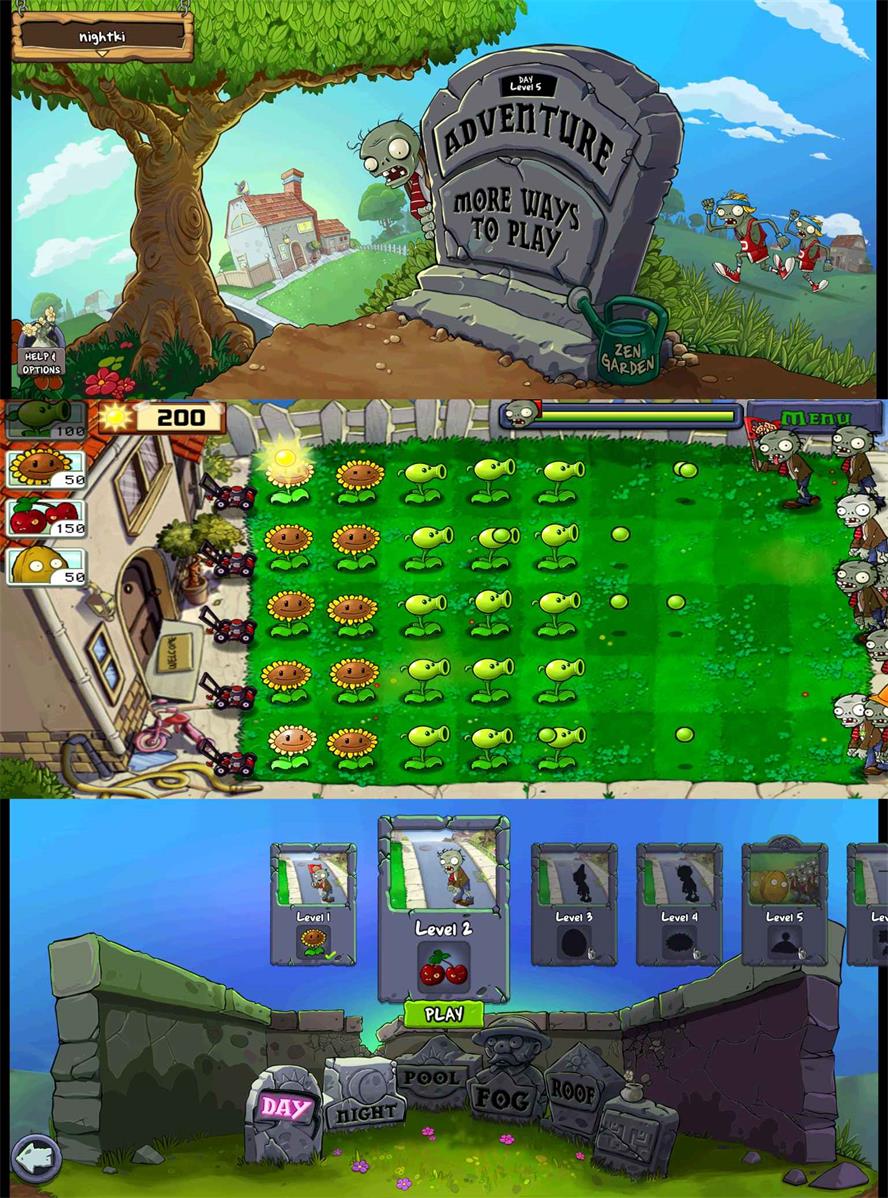 nightki
DAY
Level 5
ADVENTURE
MORE WAYS
TO PLAY
HELP &
OPTIONS
ZEN
GARDEN
100
200
MENU
50
150
50
WELCOME
Level 1
Level 2
Level 3
Level 4
Level 5
PLAY
DAY
NIGHT
POOL
FOG
ROOF